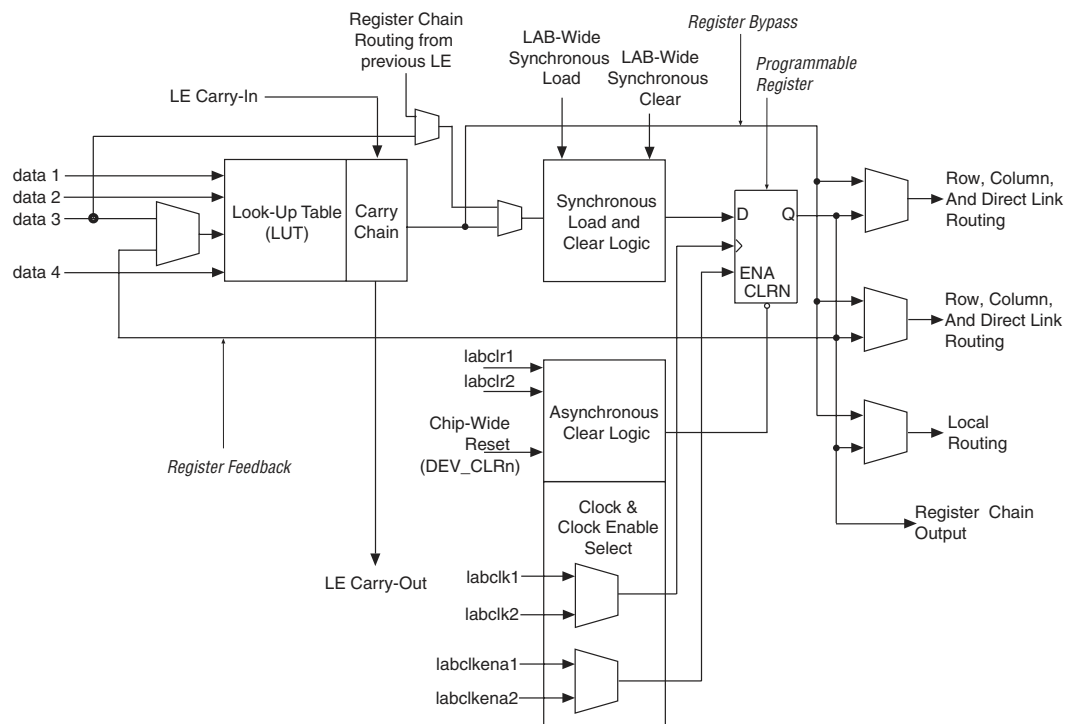 Register Chain
Routing from
previous LE
LAB-Wide
Synchronous
Load
LAB-Wide
Synchronous
Clear
Register Bypass
Programmable
Register
LE Carry-In
data 1
data 2
data 3
data 4
Look-Up Table
(LUT)
Carry
Chain
Synchronous
Load and
Clear Logic
D
Q
ENA
CLRN
Row, Column,
And Direct Link
Routing
Row, Column,
And Direct Link
Routing
Local
Routing
Register Chain
Output
Register Feedback
labclr1
labclr2
Chip-Wide
Reset
(DEV_CLRn)
Asynchronous
Clear Logic
Clock &
Clock Enable
Select
LE Carry-Out
labclk1
labclk2
labclkena1
labclkena2